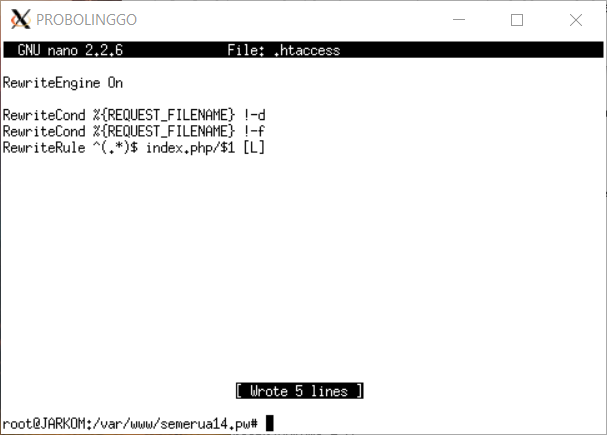 PROBOLINGGO
GNU nano 2.2.6 File: .htaccess
RewriteEngine On
RewriteCond %{REQUEST_FILENAME} !-d
RewriteCond %{REQUEST_FILENAME} !-f
RewriteRule ^(.*)$ index.php/$1 [L]
[ Wrote 5 lines ]
root@JARKOM:/var/www/semerua14.pw#